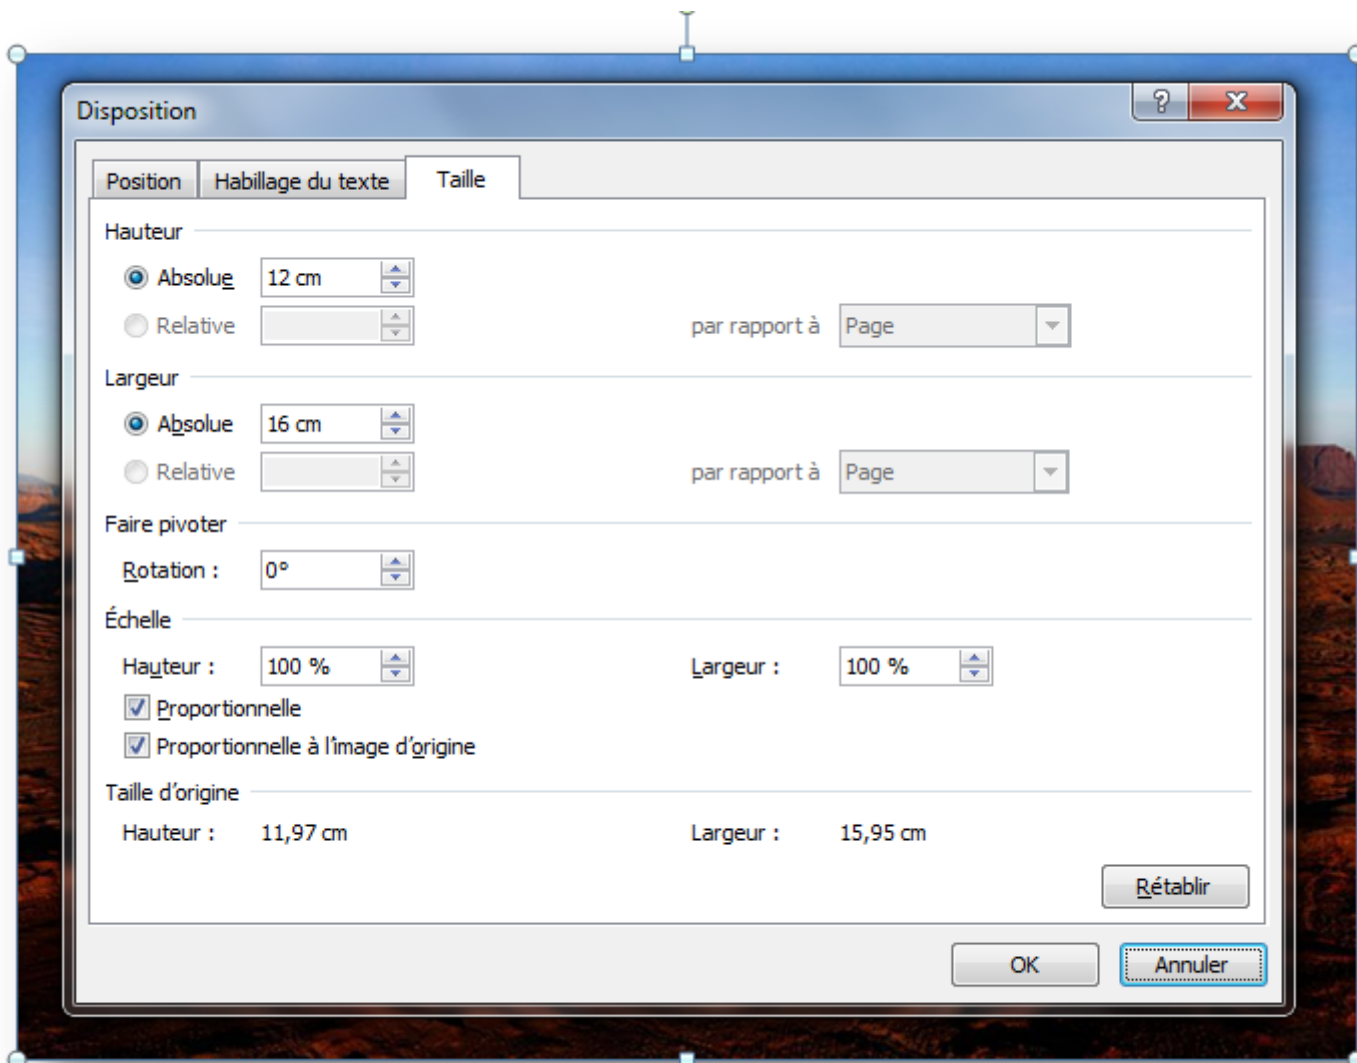 Disposition
Position Habillage du texte Taille
Hauteur
Absolue 12 cm
Relative par rapport à Page
Largeur
Absolue 16 cm
Relative par rapport à Page
Faire pivoter
Rotation : 0°
Échelle
Hauteur : 100 % Largeur : 100 %
Proportionnelle
Proportionnelle à l'image d'origine
Taille d'origine
Hauteur : 11,97 cm Largeur : 15,95 cm
Rétablir
OK Annuler